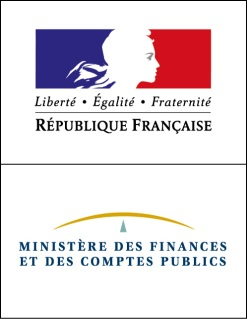 Liberté • Égalité • Fraternité
RÉPUBLIQUE FRANÇAISE
MINISTÈRE DES FINANCES
ET DES COMPTES PUBLICS